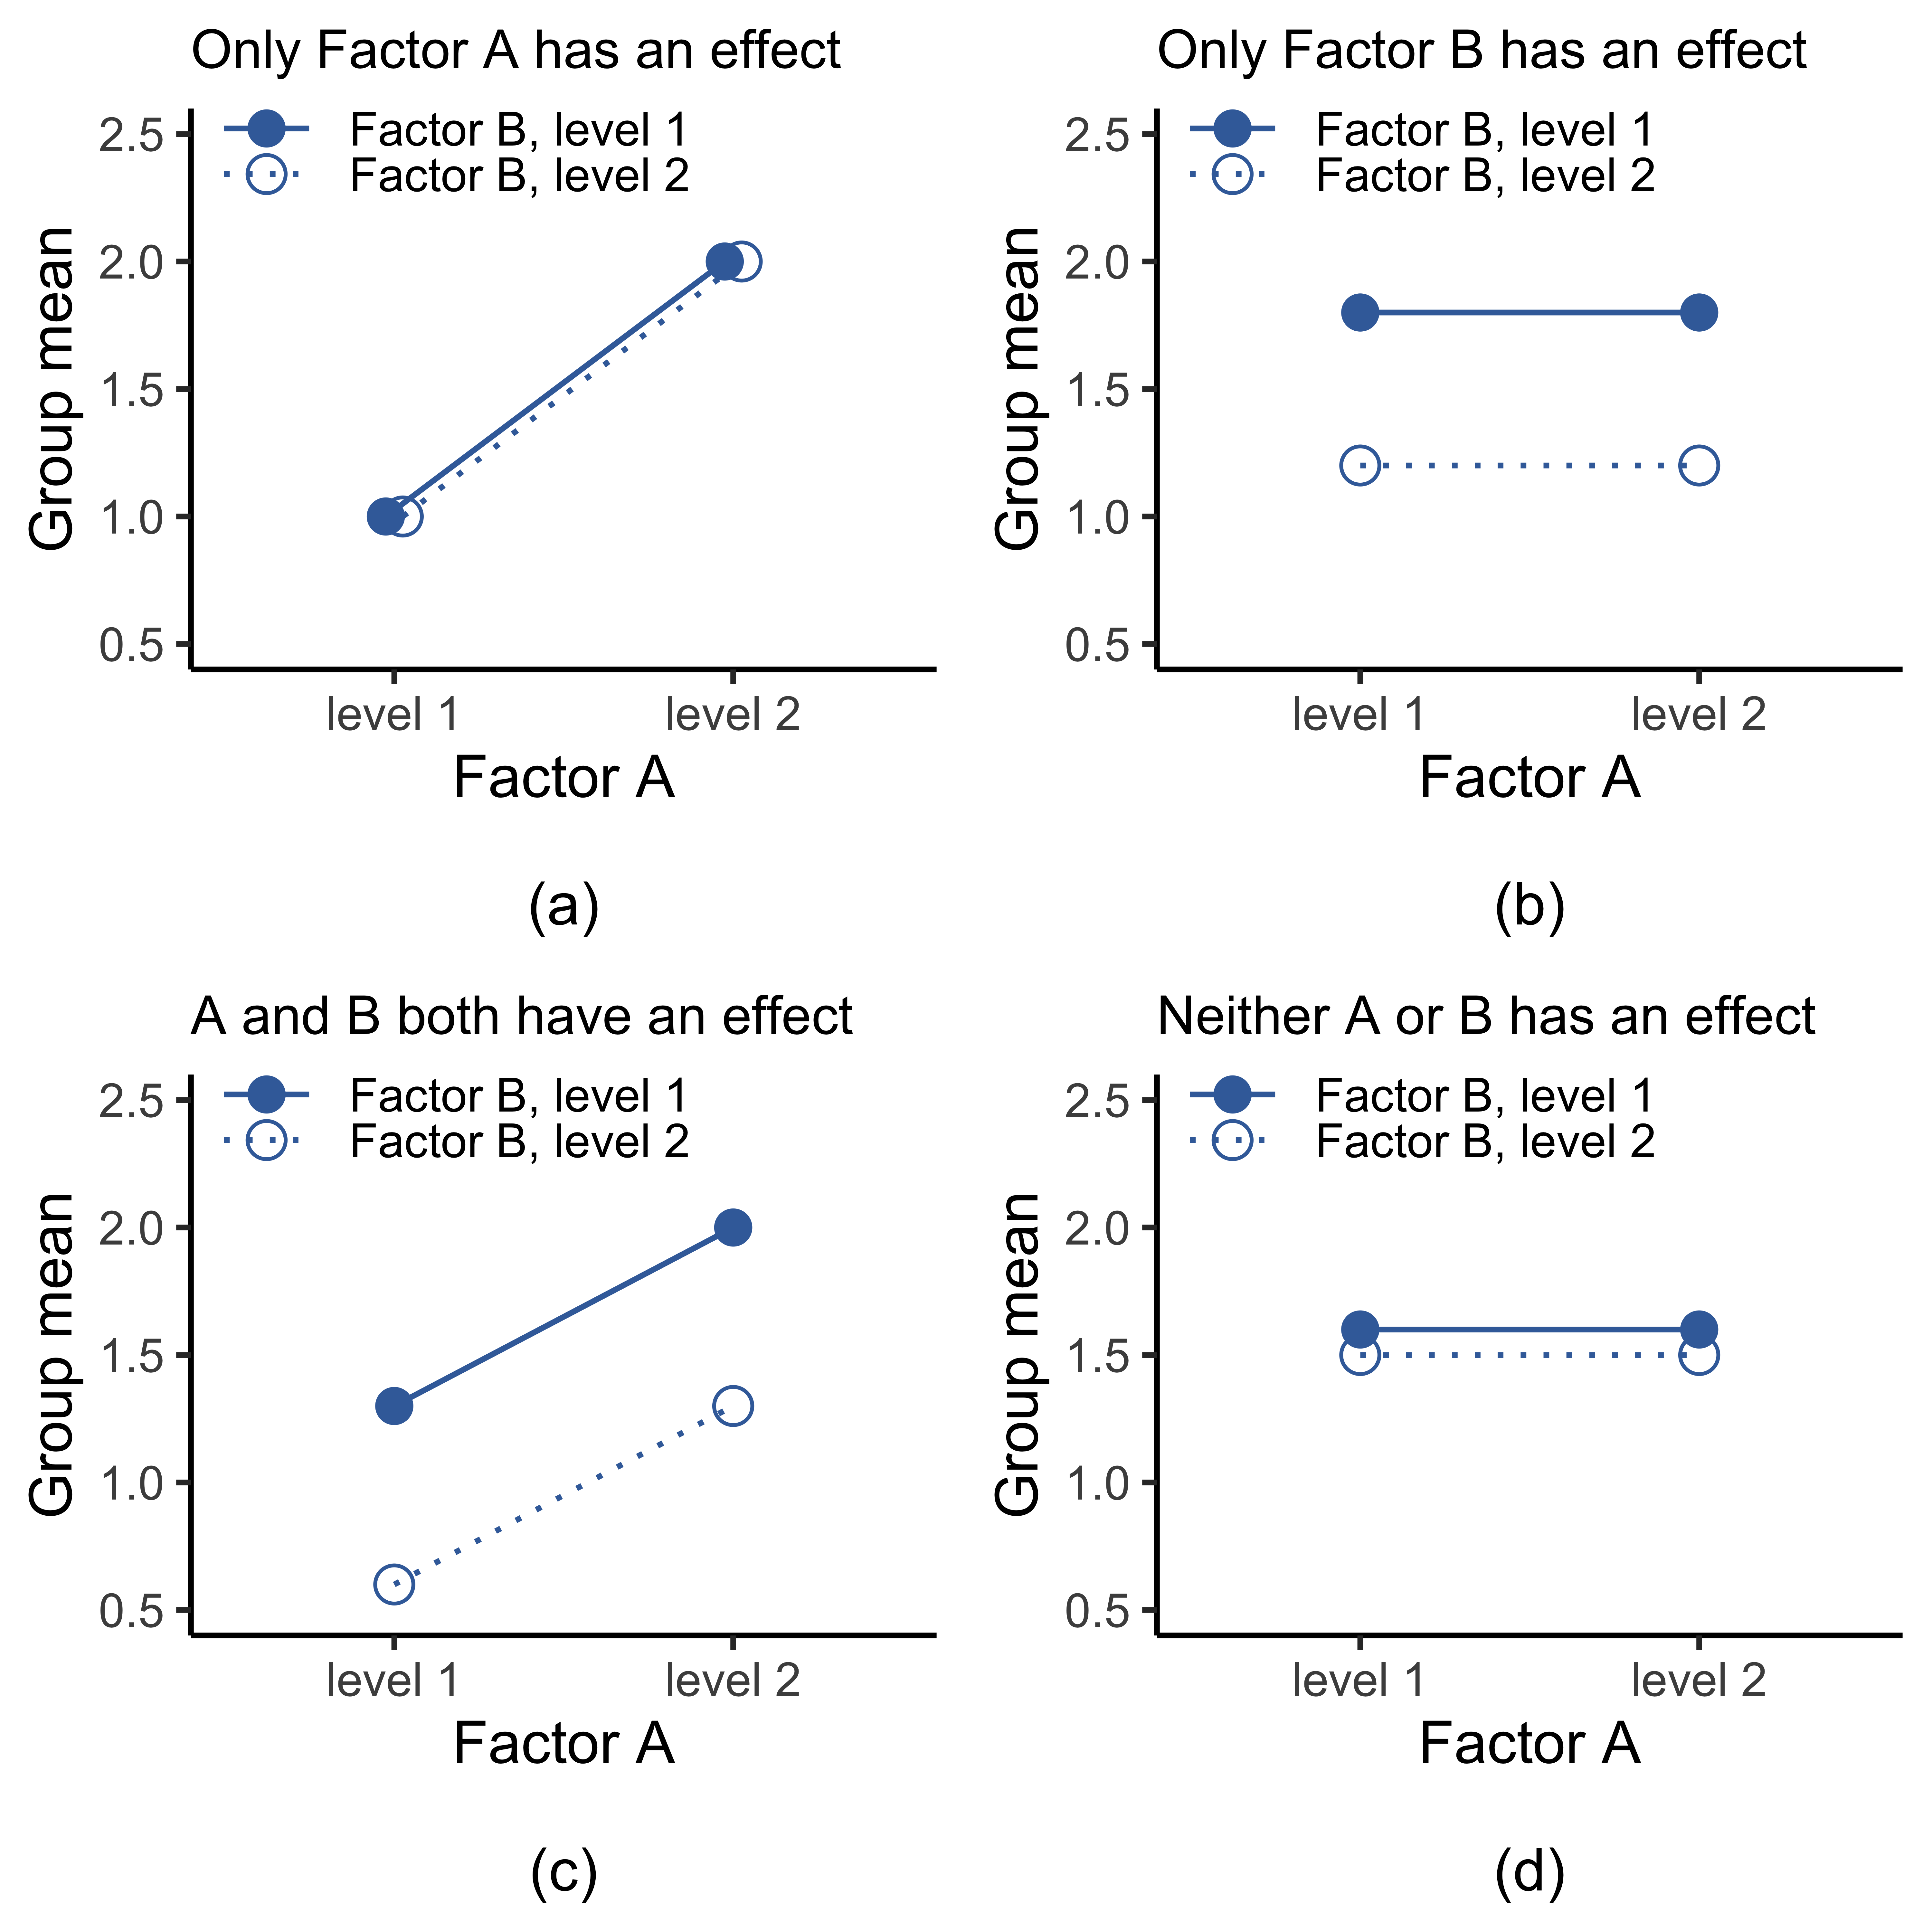 Only Factor A has an effect
Factor B, level 1
Factor B, level 2
2.5
2.0
1.5
1.0
0.5
Group mean
level 1 level 2
Factor A
(a)
Only Factor B has an effect
Factor B, level 1
Factor B, level 2
2.5
2.0
1.5
1.0
0.5
Group mean
level 1 level 2
Factor A
(b)
A and B both have an effect
Factor B, level 1
Factor B, level 2
2.5
2.0
1.5
1.0
0.5
Group mean
level 1 level 2
Factor A
(c)
Neither A or B has an effect
Factor B, level 1
Factor B, level 2
2.5
2.0
1.5
1.0
0.5
Group mean
level 1 level 2
Factor A
(d)